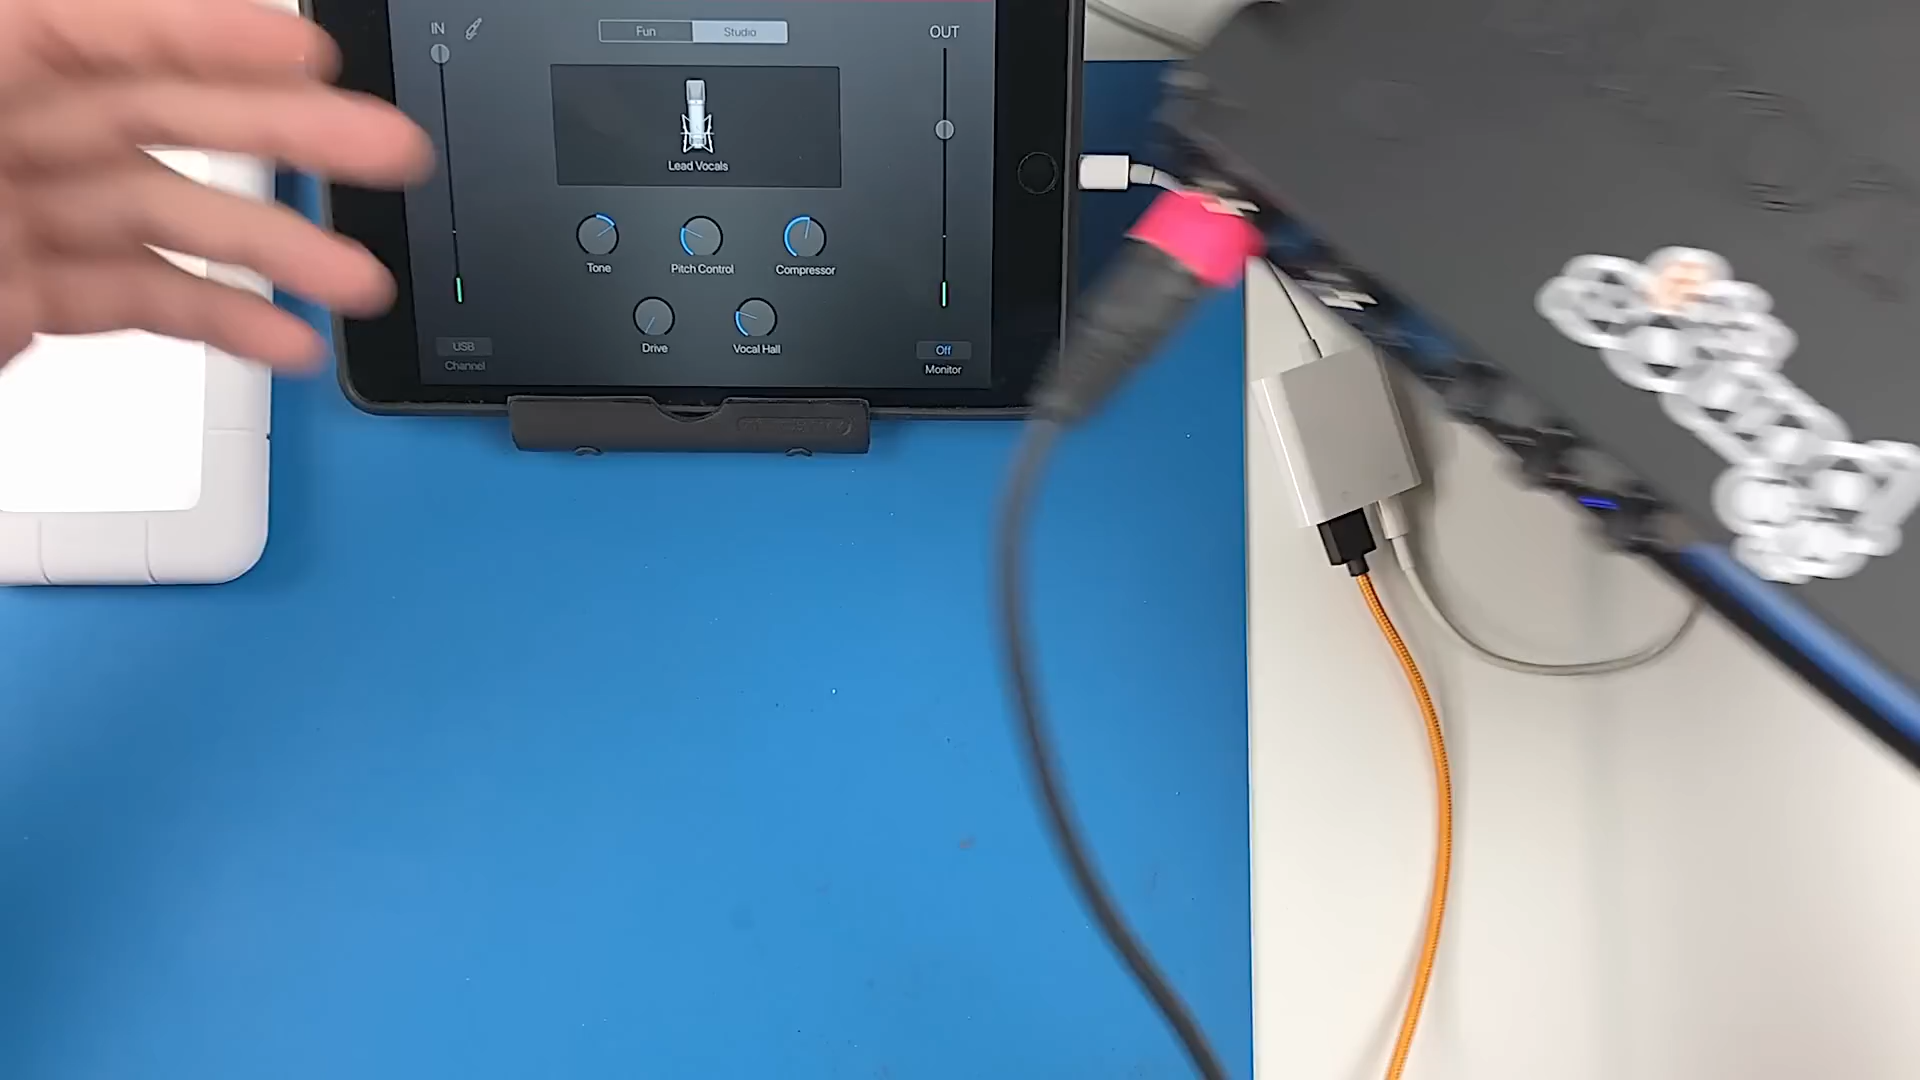 IN
Fun
Studio
OUT
Lead Vocals
Tone
Pitch Control
Compressor
Drive
Vocal Hall
USB
Channel
Off
Monitor